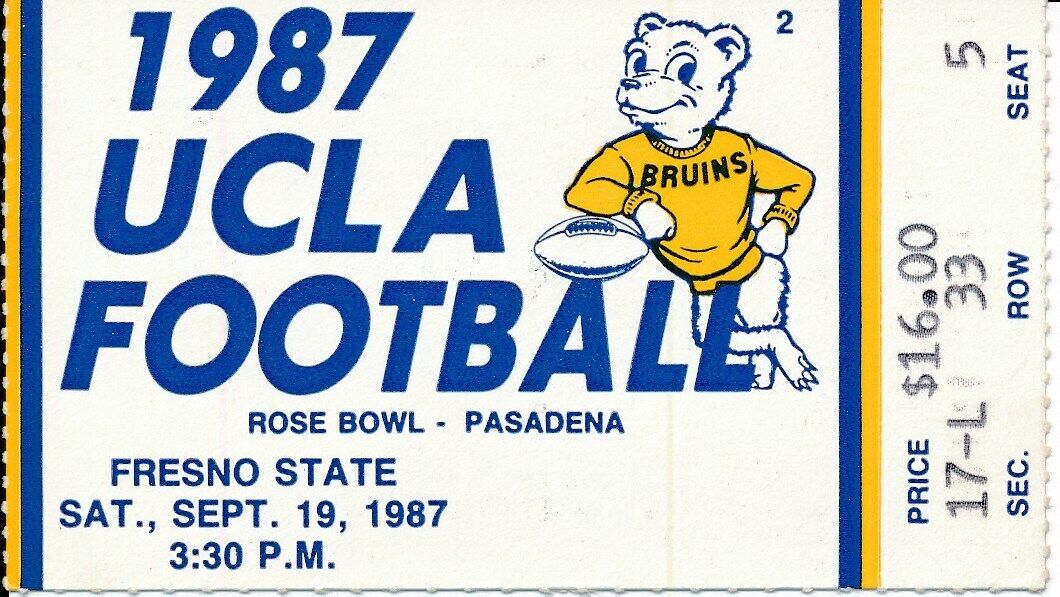 1987
UCLA
FOOTBALL
2
BRUINS
ROSE BOWL - PASADENA
FRESNO STATE
SAT., SEPT. 19, 1987
3:30 P.M.
PRICE $16.00
17-L 33 5
SEC. ROW SEAT